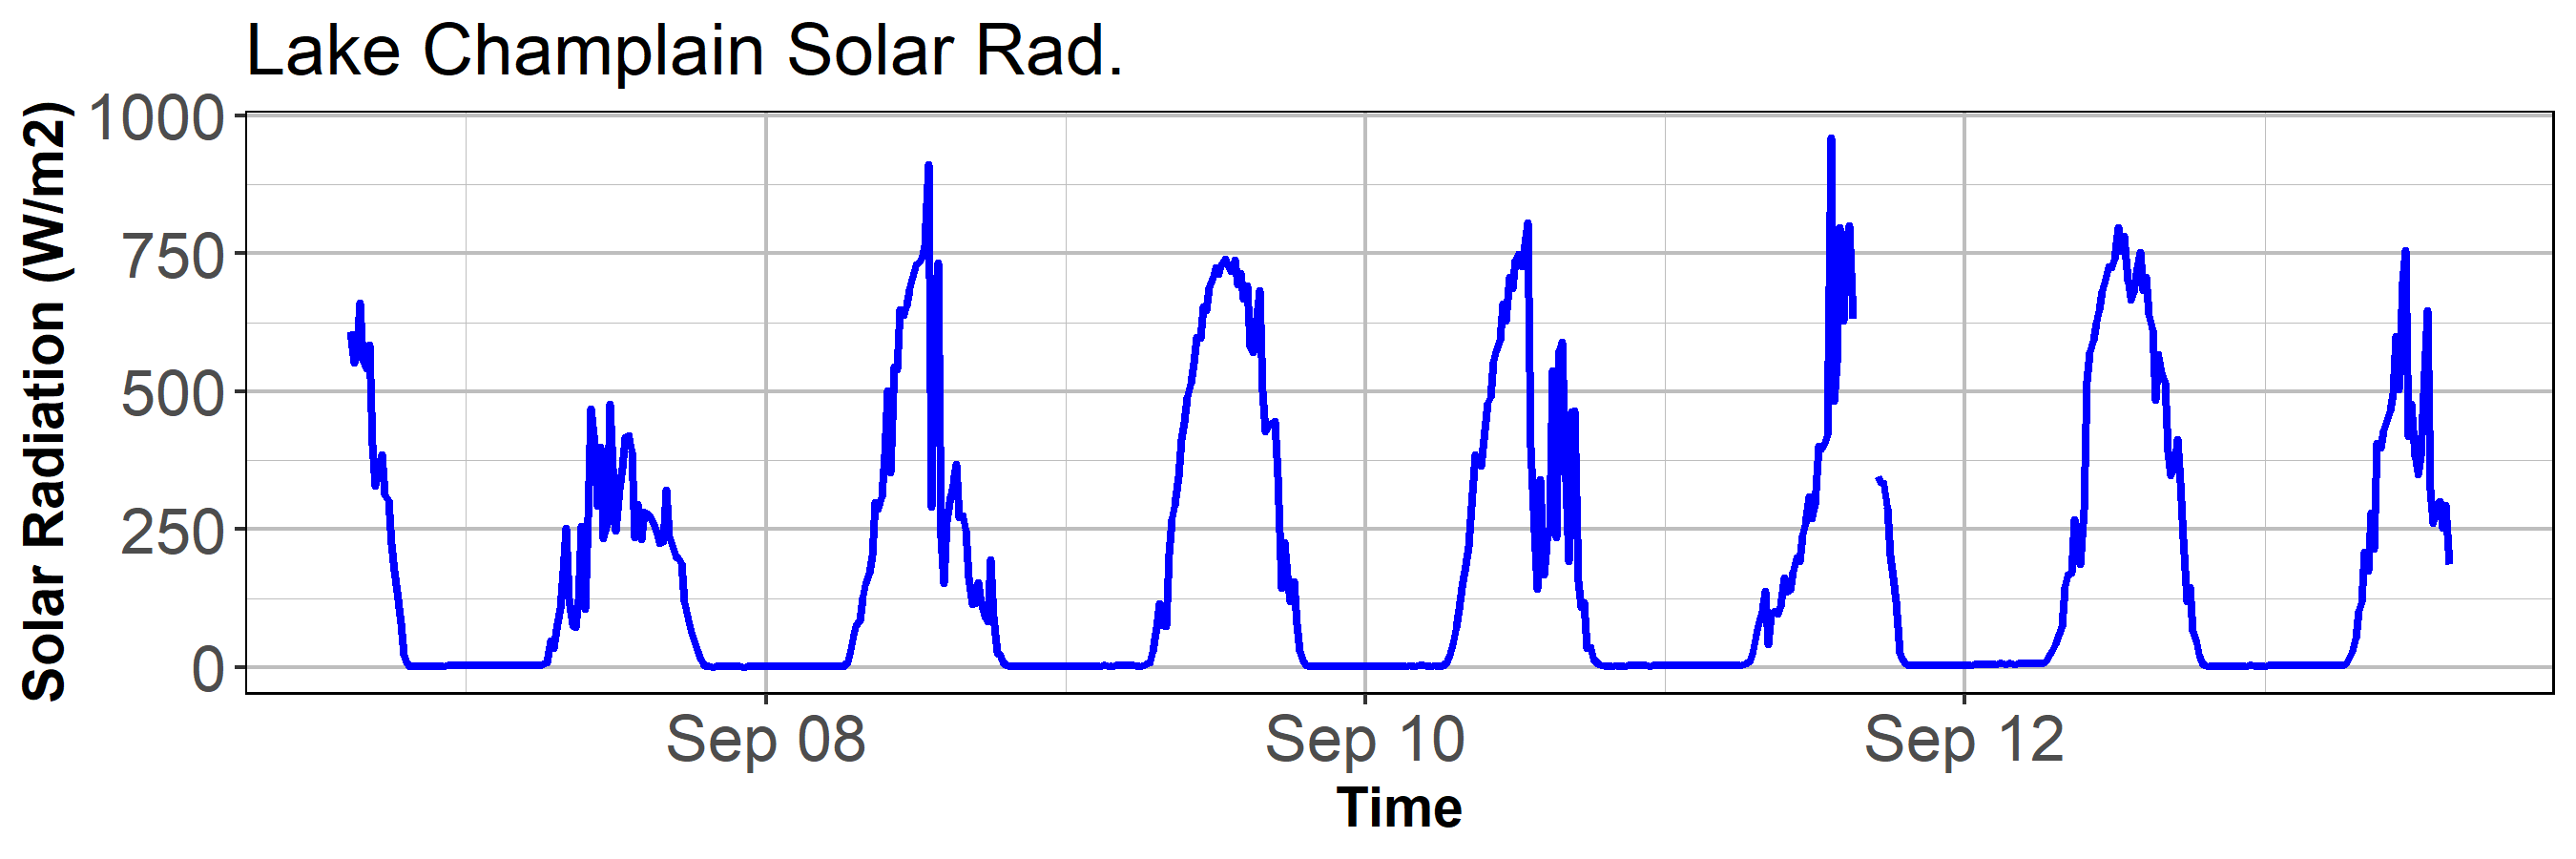 Lake Champlain Solar Rad.
Solar Radiation (W/m2)
1000
750
500
250
0
Sep 08 Sep 10 Sep 12
Time